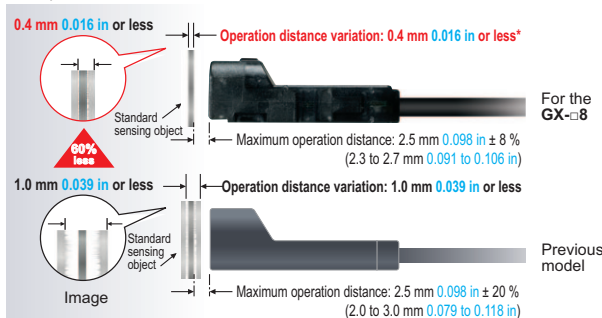 0.4 mm 0.016 in or less
Operation distance variation: 0.4 mm 0.016 in or less*
Standard
sensing object
For the
GX-□8
60%
less
Maximum operation distance: 2.5 mm 0.098 in ± 8 %
(2.3 to 2.7 mm 0.091 to 0.106 in)
1.0 mm 0.039 in or less
Operation distance variation: 1.0 mm 0.039 in or less
Standard
sensing
object
Previous
model
Image
Maximum operation distance: 2.5 mm 0.098 in ± 20 %
(2.0 to 3.0 mm 0.079 to 0.118 in)